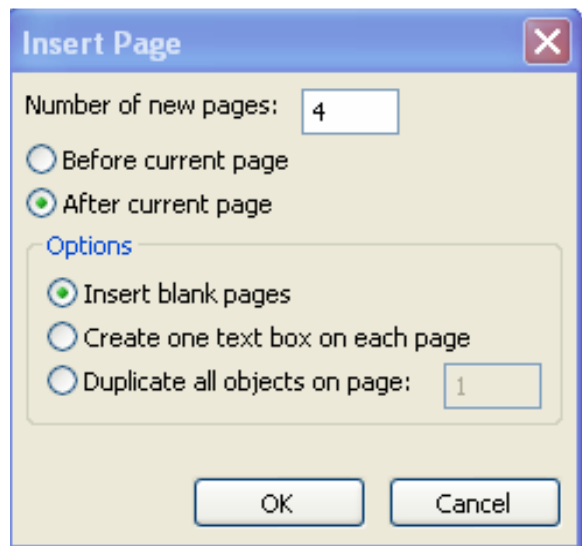 Insert Page
Number of new pages: 4
Before current page
After current page
Options
Insert blank pages
Create one text box on each page
Duplicate all objects on page: 1
OK Cancel